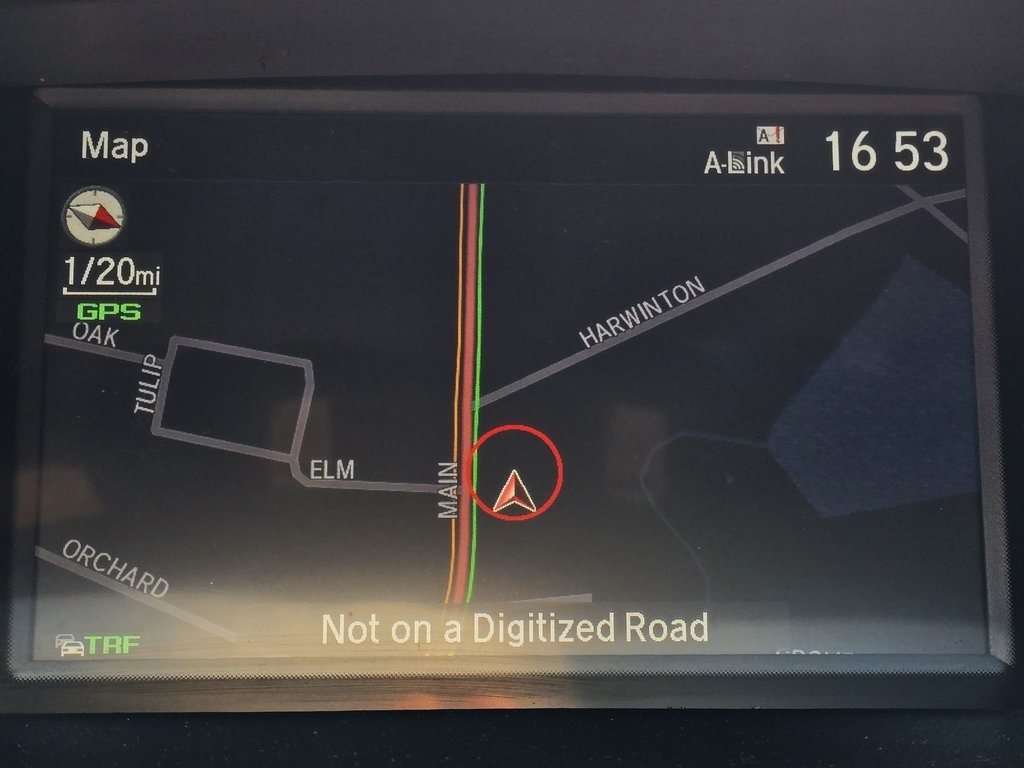 Map
A!
A-Link
16 53
1/20mi
GPS
OAK
TULIP
HARWINTON
ELM
MAIN
ORCHARD
Not on a Digitized Road
TRF